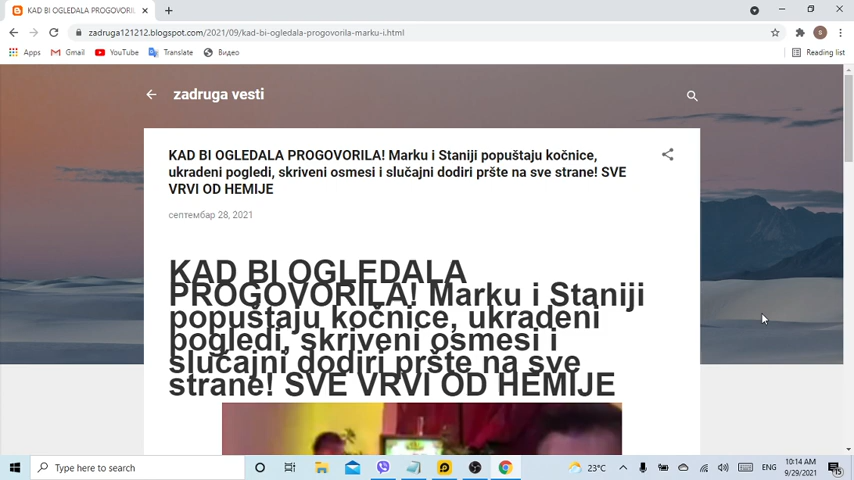 KAD BI OGLEDALA PROGOVORIL
zadruga121212.blogspot.com/2021/09/kad-bi-ogledala-progovorila-marku-i.html
Apps Gmail YouTube Translate Видео Reading list
zadruga vesti
KAD BI OGLEDALA PROGOVORILA! Marku i Staniji popuštaju kočnice,
ukradeni pogledi, skriveni osmesi i slučajni dodiri pršte na sve strane! SVE
VRVI OD HEMIJE
септембар 28, 2021
KAD BI OGLEDALA
PROGOVORILA! Marku i Staniji
popuštaju kočnice, ukradeni
pogledi, skriveni osmesi i
slučajni dodiri pršte na sve
strane! SVE VRVI OD HEMIJE
Type here to search
23°C
ENG
10:14 AM
9/29/2021
15